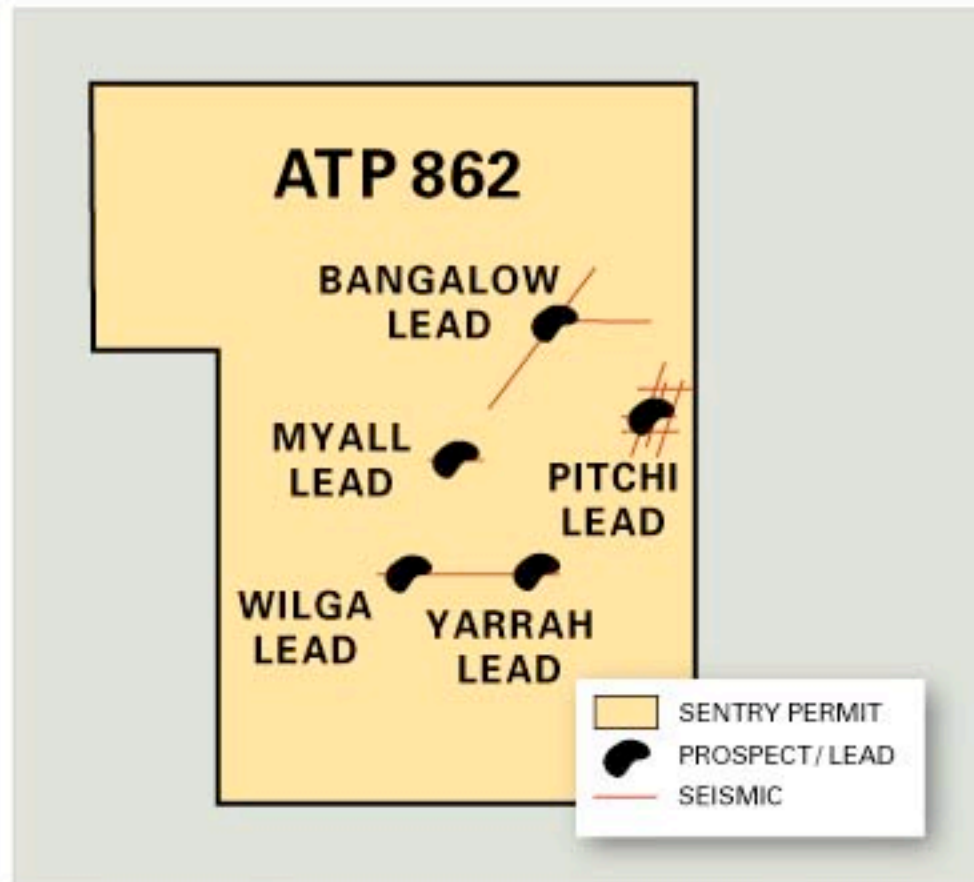 ATP 862
BANGALOW
LEAD
MYALL
LEAD
PITCHI
LEAD
WILGA
LEAD
YARRAH
LEAD
SENTRY PERMIT
PROSPECT / LEAD
SEISMIC